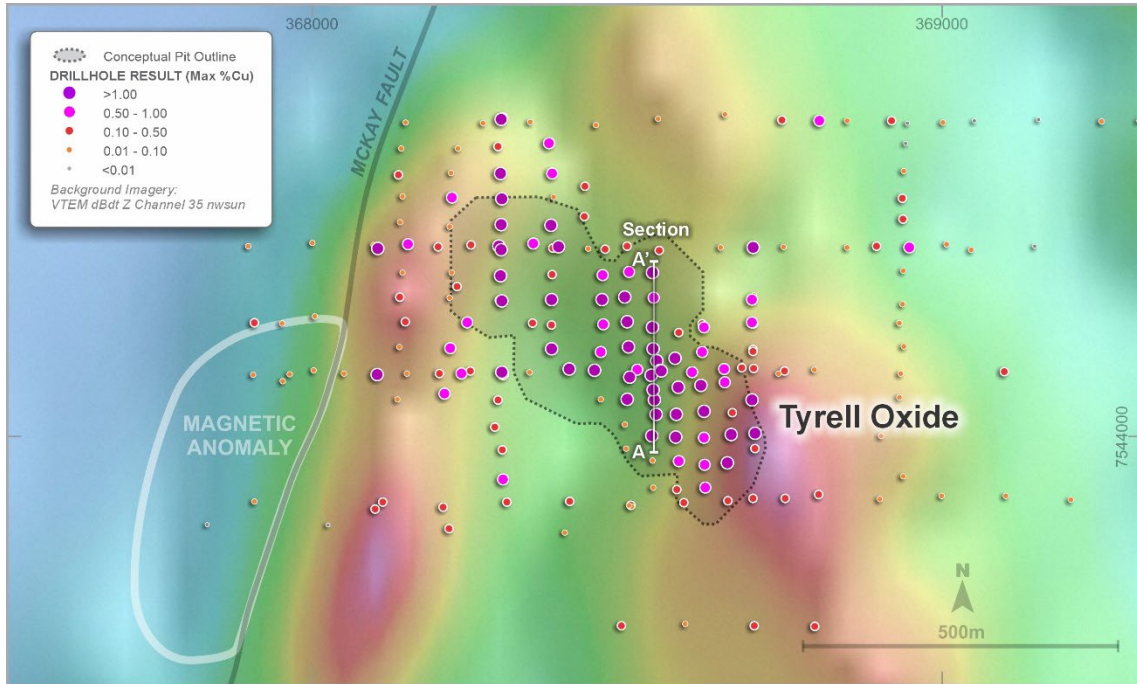 368000
369000
Conceptual Pit Outline
DRILLHOLE RESULT (Max %Cu)
>1.00
0.50 - 1.00
0.10 - 0.50
0.01 - 0.10
<0.01
Background Imagery:
VTEM dBdt Z Channel 35 nwsun
MCKAY FAULT
Section
A'
MAGNETIC
ANOMALY
Tyrell Oxide
7544000
A
N
500m